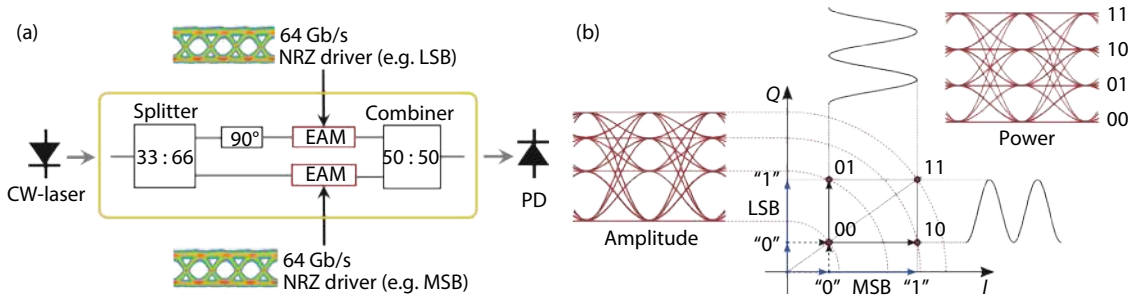 (a)
64 Gb/s
NRZ driver (e.g. LSB)
Splitter
Combiner
33 : 66
90°
EAM
50 : 50
EAM
CW-laser
PD
64 Gb/s
NRZ driver (e.g. MSB)
(b)
Amplitude
Q
"1"
LSB
"0"
01
11
00
10
"0"
MSB
"1"
I
11
10
01
00
Power